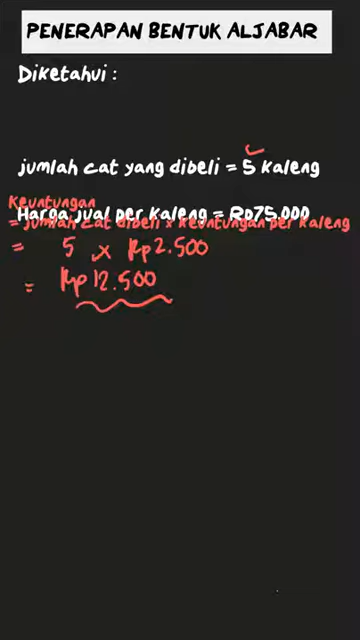 PENERAPAN BENTUK ALJABAR
Diketahui :
jumlah cat yang dibeli = 5 kaleng
Keuntungan
Harga jual per kaleng = Rp75.000
= jumlah cat dibeli x keuntungan per kaleng
= 5 x Rp2.500
= Rp12.500